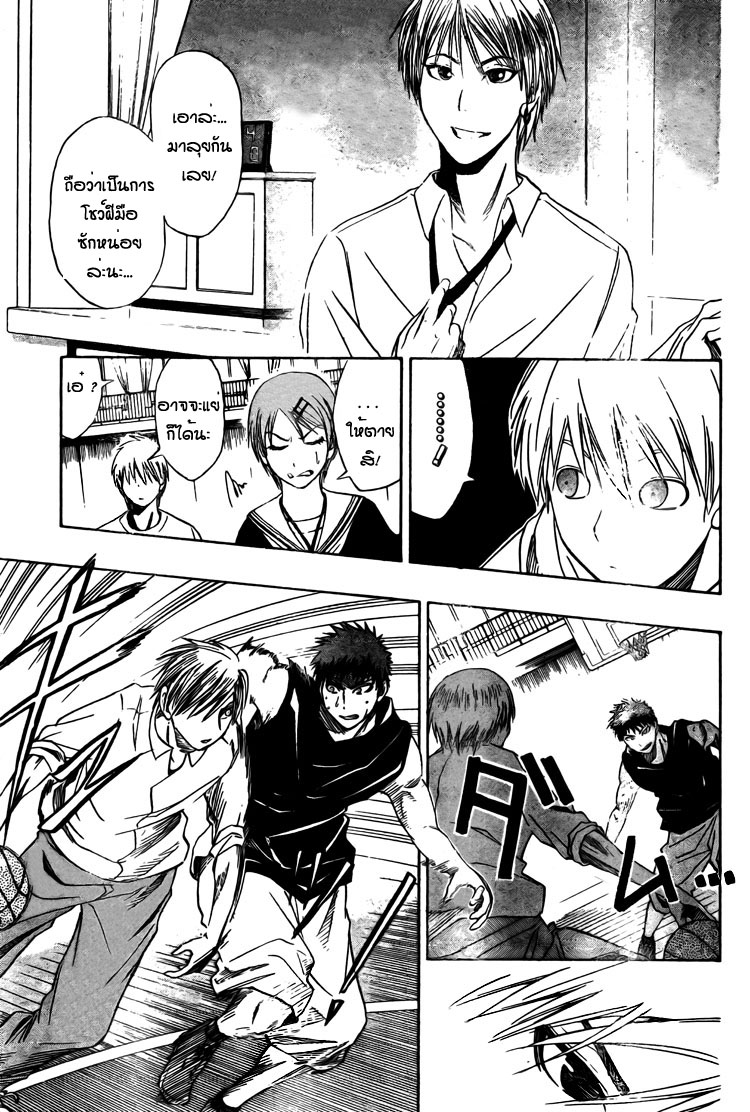 เอาล่ะ...
มาลุยกัน
เลย!
ถือว่าเป็นการ
โชว์ฝีมือ
ซักหน่อย
ล่ะนะ...
...
ให้ตาย
สิ!
อาจจะแย่
ก็ได้นะ
เอ๋ ?
ダダム...